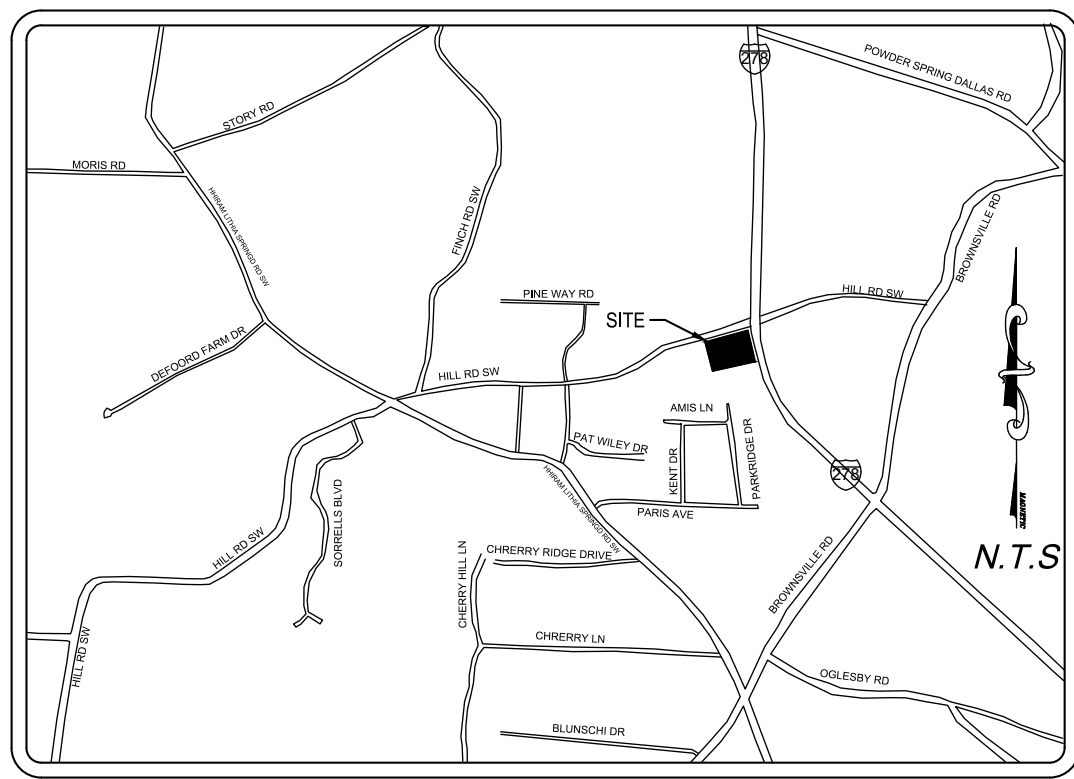 278
POWDER SPRING DALLAS RD
STORY RD
MORIS RD
HHIRAM LITHIA SPRINGD RD SW
FINCH RD SW
BROWNSVILLE RD
PINE WAY RD
HILL RD SW
SITE
DEFOORD FARM DR
HILL RD SW
AMIS LN
PAT WILEY DR
KENT DR
PARKRIDGE DR
278
HHIRAM LITHIA SPRINGD RD SW
PARIS AVE
SORRELLS BLVD
HILL RD SW
MAGNETIC
N.T.S
CHRERRY RIDGE DRIVE
CHERRY HILL LN
BROWNSVILLE RD
CHRERRY LN
HILL RD SW
OGLESBY RD
BLUNSCHI DR